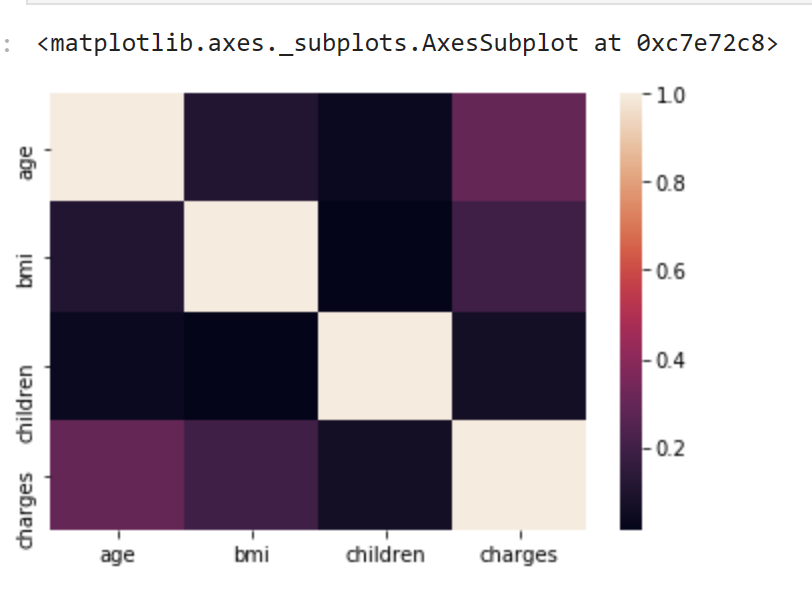 : <matplotlib.axes._subplots.AxesSubplot at 0xc7e72c8>
1.0
age
0.8
bmi
0.6
children
0.4
charges
0.2
age bmi children charges